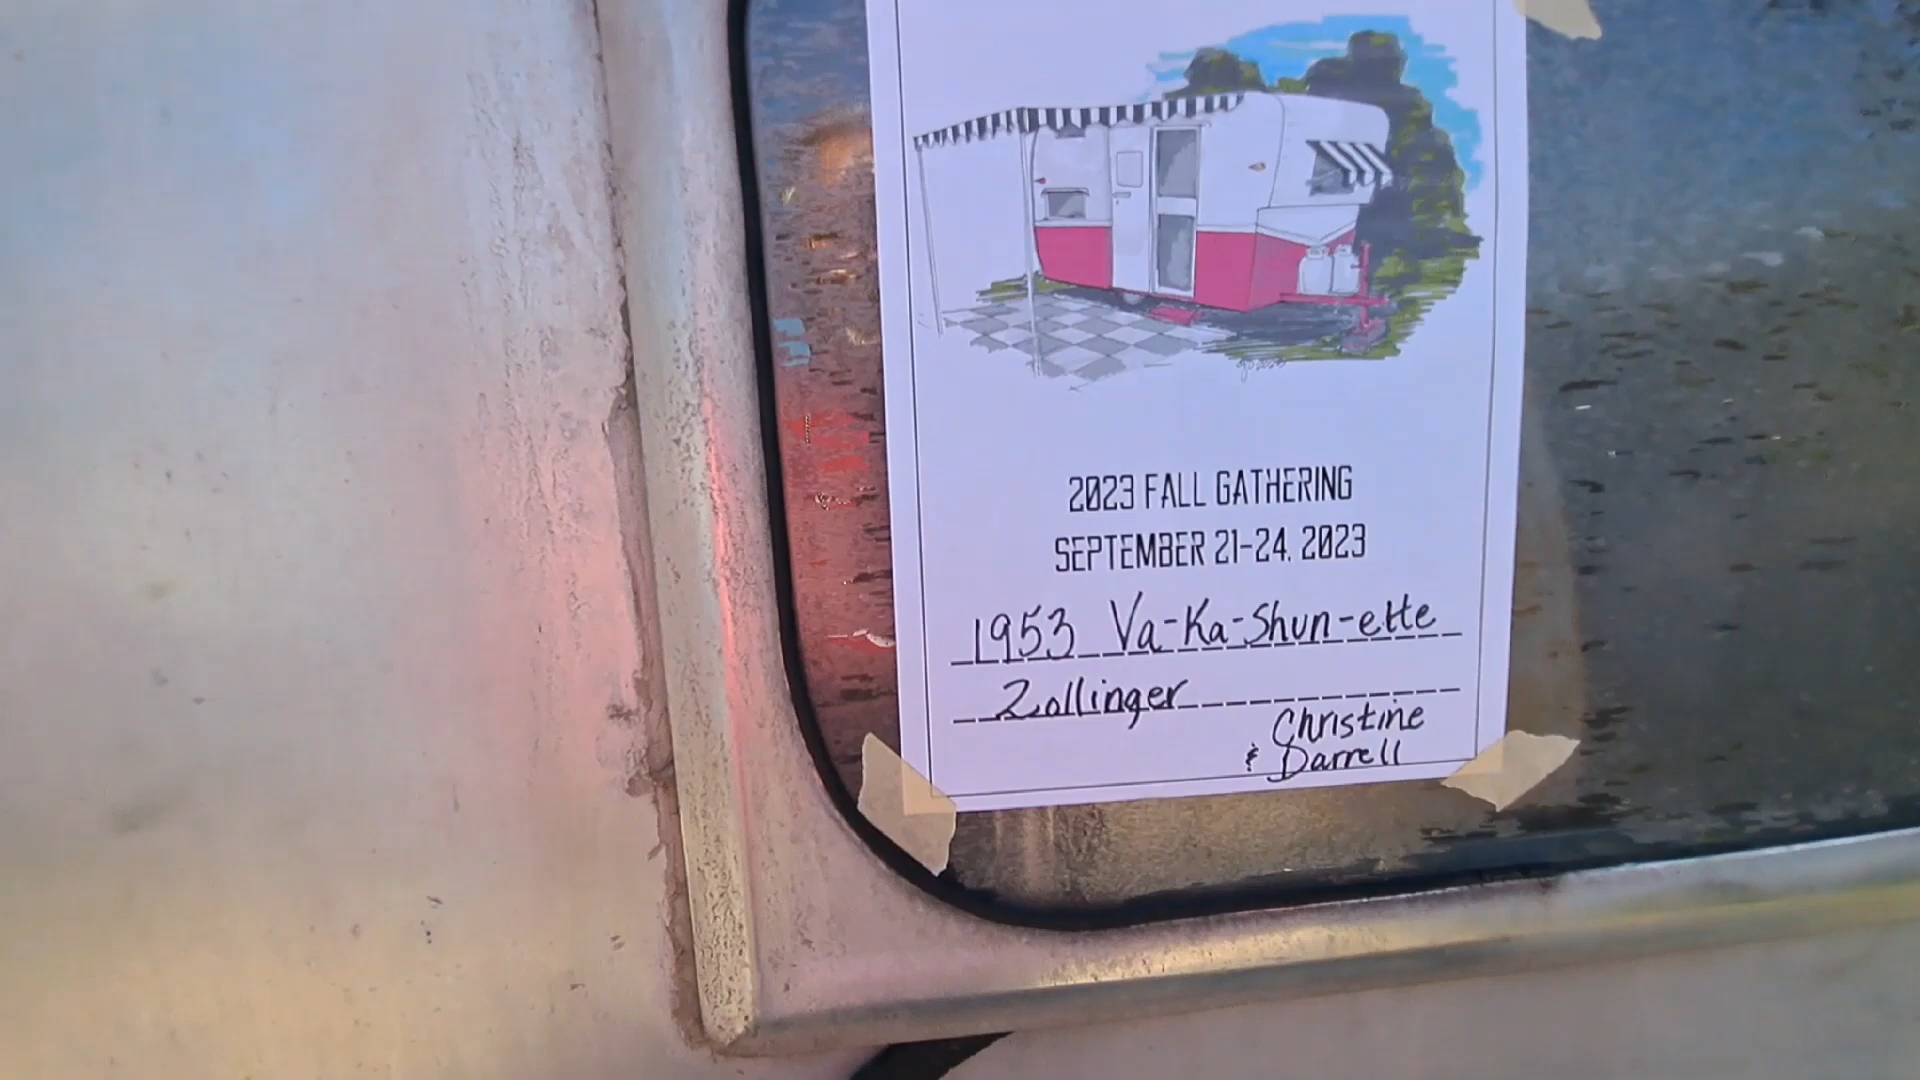 2023 FALL GATHERING
SEPTEMBER 21-24, 2023
1953 Va-Ka-Shun-ette
Zollinger
Christine
& Darrell